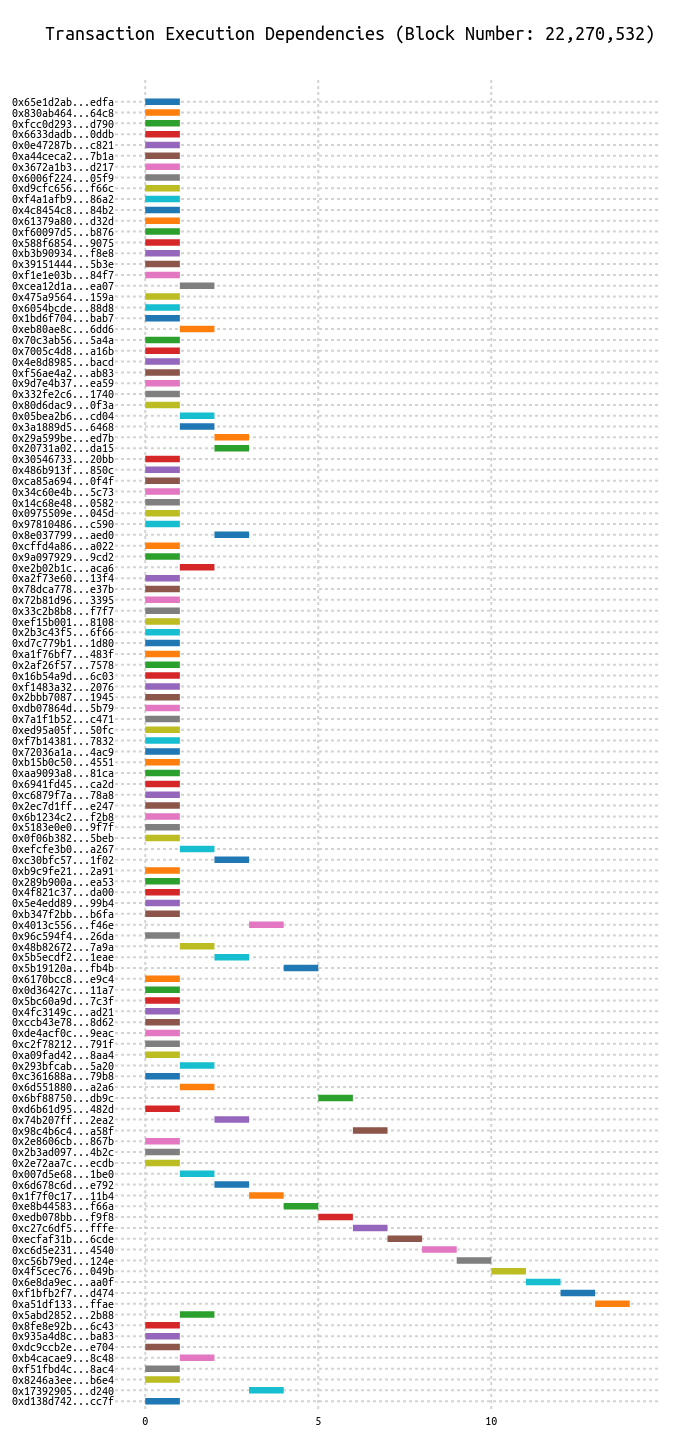 Transaction Execution Dependencies (Block Number: 22,270,532)
0x65e1d2ab...edfa
0x830ab464...64c8
0xfcc0d293...d790
0x6633dadb...0ddb
0x0e47287b...c821
0xa44ceca2...7b1a
0x3672a1b3...d217
0x6006f224...05f9
0xd9cfc656...f66c
0xf4a1afb9...86a2
0x4c8454c8...84b2
0x61379a80...d32d
0xf60097d5...b876
0x588f6854...9075
0xb3b90934...f8e8
0x39151444...5b3e
0xf1e1e03b...84f7
0xcea12d1a...ea07
0x475a9564...159a
0x6054bcde...88d8
0x1bd6f704...bab7
0xeb80ae8c...6dd6
0x70c3ab56...5a4a
0x7005c4d8...a16b
0x4e8d8985...bacd
0xf56ae4a2...ab83
0x9d7e4b37...ea59
0x332fe2c6...1740
0x80d6dac9...0f3a
0x05bea2b6...cd04
0x3a1889d5...6468
0x29a599be...ed7b
0x20731a02...da15
0x30546733...20bb
0x486b913f...850c
0xca85a694...0f4f
0x34c60e4b...5c73
0x14c68e48...0582
0x0975509e...045d
0x97810486...c590
0x8e037799...aed0
0xcffd4a86...a022
0x9a097929...9cd2
0xe2b02b1c...aca6
0xa2f73e60...13f4
0x78dca778...e37b
0x72b81d96...3395
0x33c2b8b8...f7f7
0xef15b001...8108
0x2b3c43f5...6f66
0xd7c779b1...1d80
0xa1f76bf7...483f
0x2af26f57...7578
0x16b54a9d...6c03
0xf1483a32...2076
0x2bbb7087...1945
0xdb07864d...5b79
0x7a1f1b52...c471
0xed95a05f...50fc
0xf7b14381...7832
0x72036a1a...4ac9
0xb15b0c50...4551
0xaa9093a8...81ca
0x6941fd45...ca2d
0xc6879f7a...78a8
0x2ec7d1ff...e247
0x6b1234c2...f2b8
0x5183e0e0...9f7f
0x0f06b382...5beb
0xefcfe3b0...a267
0xc30bfc57...1f02
0xb9c9fe21...2a91
0x289b900a...ea53
0x4f821c37...da00
0x5e4edd89...99b4
0xb347f2bb...b6fa
0x4013c556...f46e
0x96c594f4...26da
0x48b82672...7a9a
0x5b5ecdf2...1eae
0x5b19120a...fb4b
0x6170bcc8...e9c4
0x0d36427c...11a7
0x5bc60a9d...7c3f
0x4fc3149c...ad21
0xccb43e78...8d62
0xde4acf0c...9eac
0xc2f78212...791f
0xa09fad42...8aa4
0x293bfcab...5a20
0xc361688a...79b8
0x6d551880...a2a6
0x6bf88750...db9c
0xd6b61d95...482d
0x74b207ff...2ea2
0x98c4b6c4...a58f
0x2e8606cb...867b
0x2b3ad097...4b2c
0x2e72aa7c...ecdb
0x007d5e68...1be0
0x6d678c6d...e792
0x1f7f0c17...11b4
0xe8b44583...f66a
0xedb078bb...f9f8
0xc27c6df5...fffe
0xecfaf31b...6cde
0xc6d5e231...4540
0xc56b79ed...124e
0x4f5cec76...049b
0x6e8da9ec...aa0f
0xf1bfb2f7...d474
0xa51df133...ffae
0x5abd2852...2b88
0x8fe8e92b...6c43
0x935a4d8c...ba83
0xdc9ccb2e...e704
0xb4cacae9...8c48
0xf51fbd4c...8ac4
0x8246a3ee...b6e4
0x17392905...d240
0xd138d742...cc7f
0 5 10